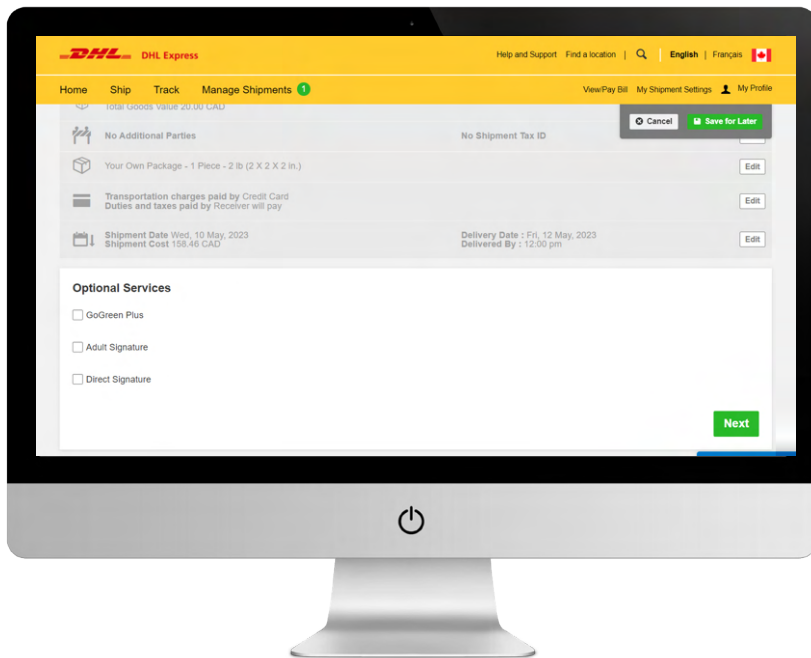 DHL DHL Express
Help and Support Find a location | English | Français
Home Ship Track Manage Shipments 1
View/Pay Bill My Shipment Settings My Profile
Total Goods Value 20.00 CAD
Cancel Save for Later
No Additional Parties No Shipment Tax ID
Your Own Package - 1 Piece - 2 lb (2 X 2 X 2 in.) Edit
Transportation charges paid by Credit Card
Duties and taxes paid by Receiver will pay
Edit
Shipment Date Wed, 10 May, 2023 Delivery Date : Fri, 12 May, 2023
Shipment Cost 158.46 CAD Delivered By : 12:00 pm
Edit
Optional Services
GoGreen Plus
Adult Signature
Direct Signature
Next